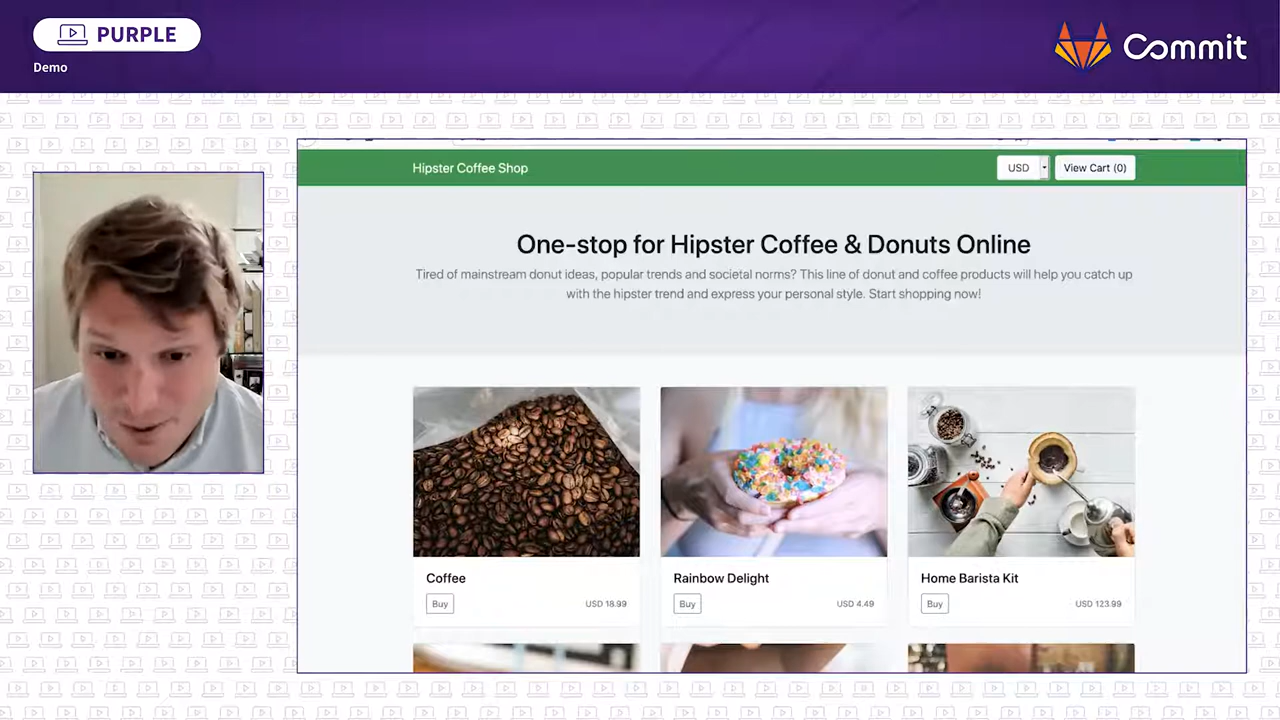 PURPLE
Demo
Commit
Hipster Coffee Shop
USD
View Cart (0)
One-stop for Hipster Coffee & Donuts Online
Tired of mainstream donut ideas, popular trends and societal norms? This line of donut and coffee products will help you catch up
with the hipster trend and express your personal style. Start shopping now!
Coffee
Buy
USD 18.99
Rainbow Delight
Buy
USD 4.49
Home Barista Kit
Buy
USD 123.99